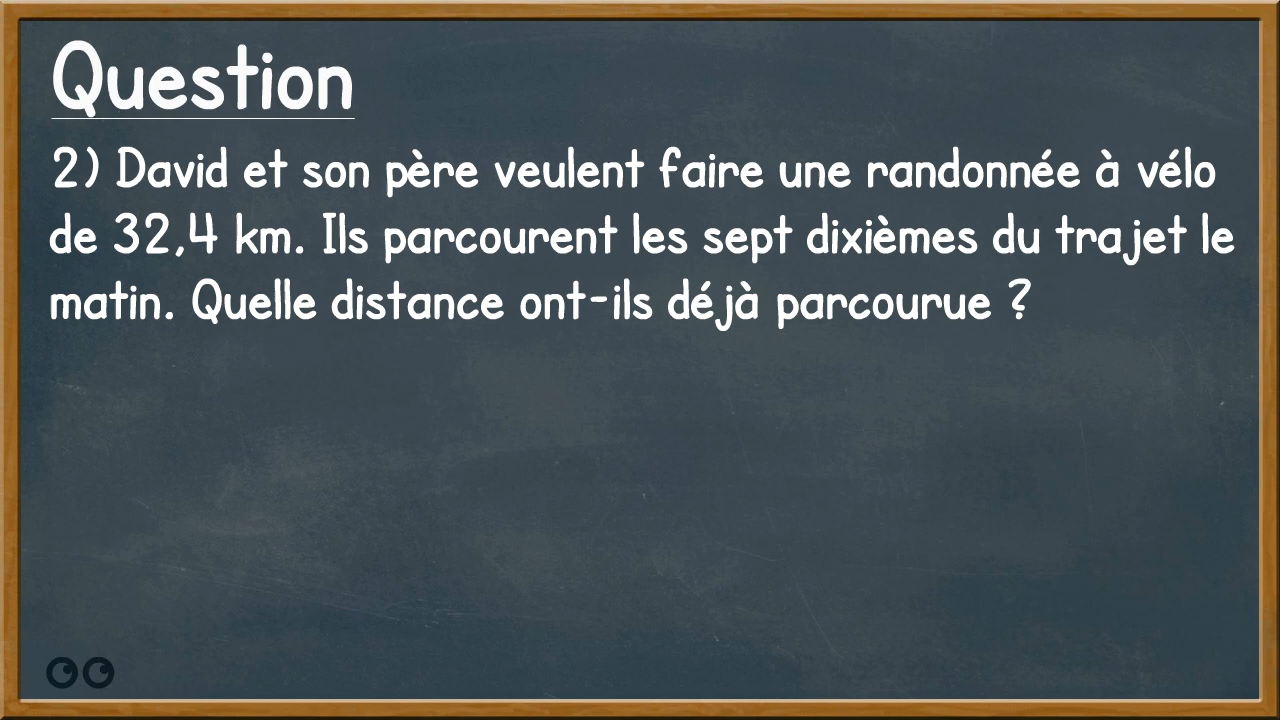 Question
2) David et son père veulent faire une randonnée à vélo
de 32,4 km. Ils parcourent les sept dixièmes du trajet le
matin. Quelle distance ont-ils déjà parcourue ?